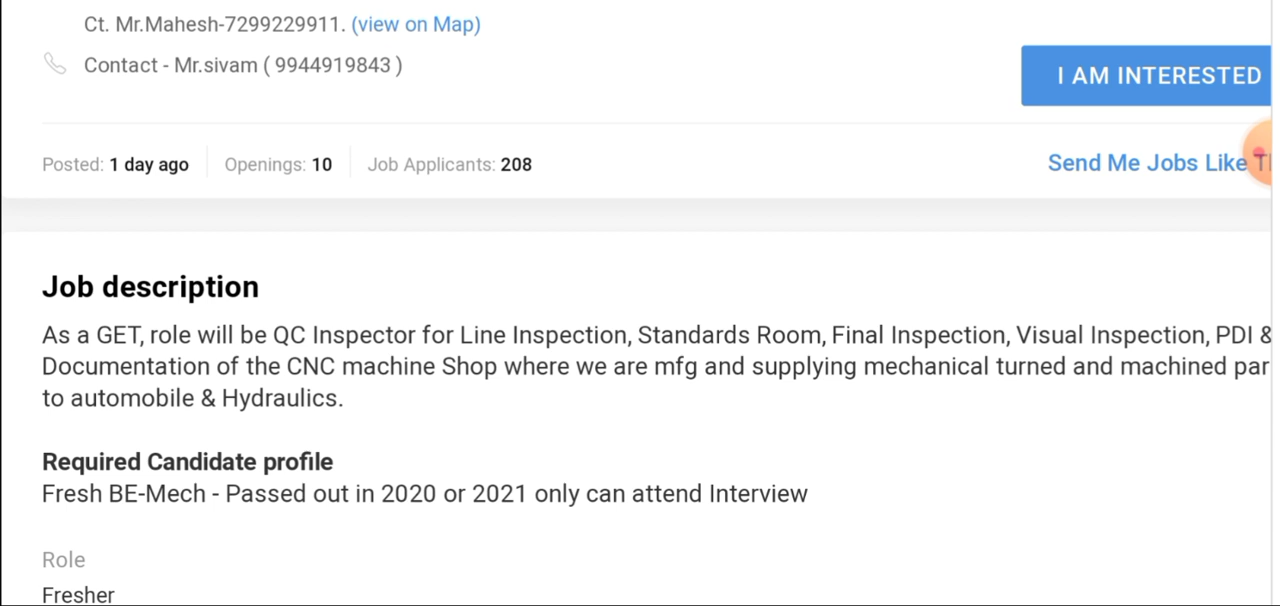 Ct. Mr.Mahesh-7299229911. (view on Map)
Contact - Mr.sivam ( 9944919843 )
I AM INTERESTED
Posted: 1 day ago Openings: 10 Job Applicants: 208
Send Me Jobs Like
Job description
As a GET, role will be QC Inspector for Line Inspection, Standards Room, Final Inspection, Visual Inspection, PDI &
Documentation of the CNC machine Shop where we are mfg and supplying mechanical turned and machined par
to automobile & Hydraulics.
Required Candidate profile
Fresh BE-Mech - Passed out in 2020 or 2021 only can attend Interview
Role
Fresher